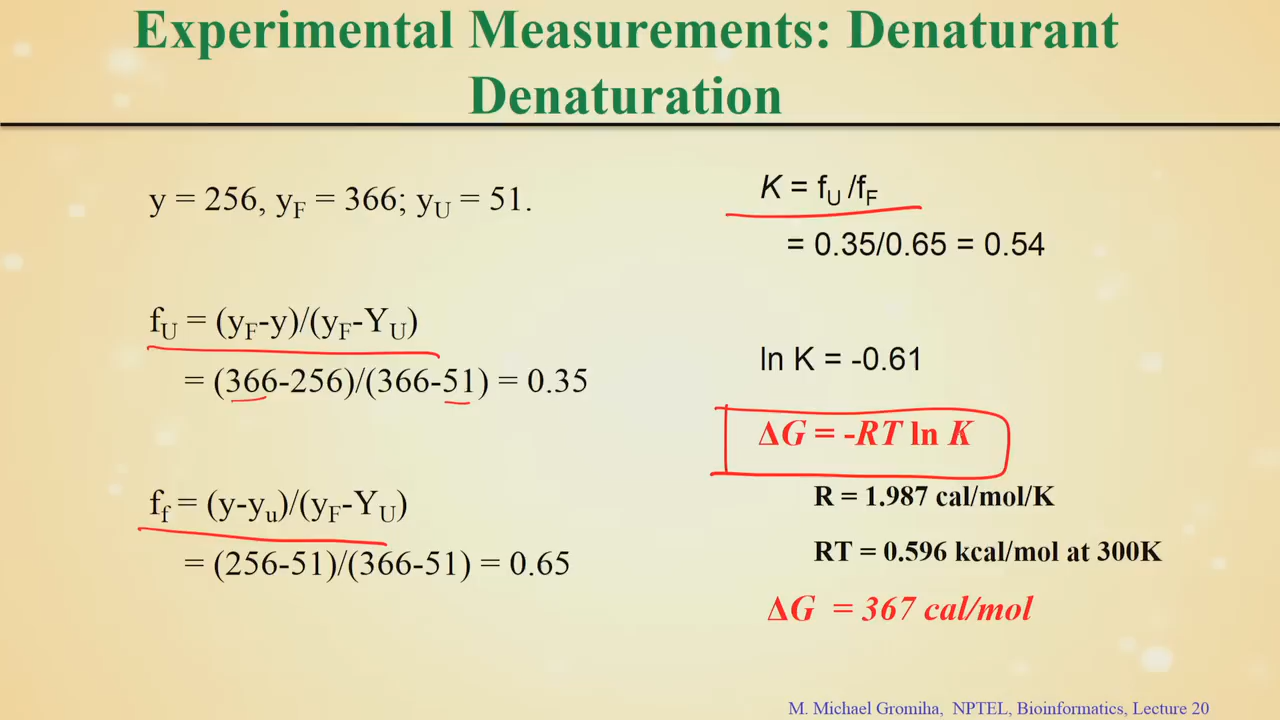 Experimental Measurements: Denaturant
Denaturation
y = 256, yF = 366; yU = 51.
fU = (yF-y)/(yF-YU)
= (366-256)/(366-51) = 0.35
ff = (y-yu)/(yF-YU)
= (256-51)/(366-51) = 0.65
K = fU /fF
= 0.35/0.65 = 0.54
ln K = -0.61
ΔG = -RT ln K
R = 1.987 cal/mol/K
RT = 0.596 kcal/mol at 300K
ΔG = 367 cal/mol
M. Michael Gromiha, NPTEL, Bioinformatics, Lecture 20